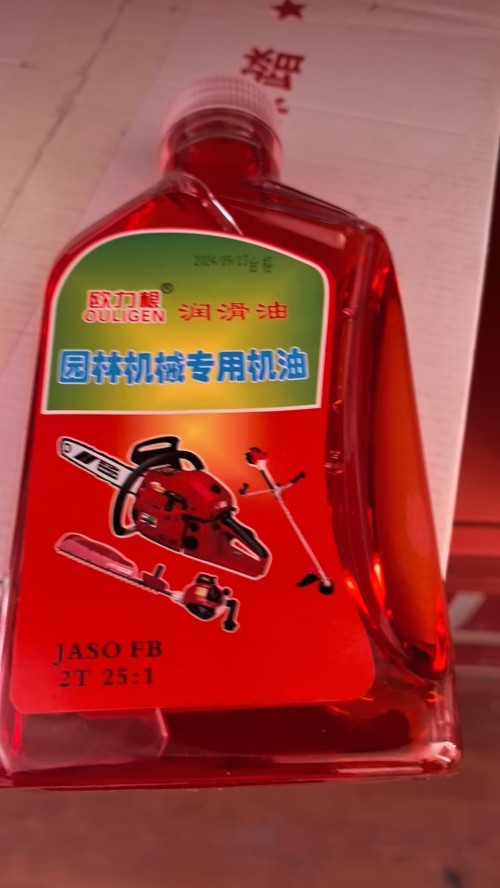 2024/09/13合格
欧力根® 润滑油
OULIGEN
园林机械专用机油
JASO FB
2T 25:1